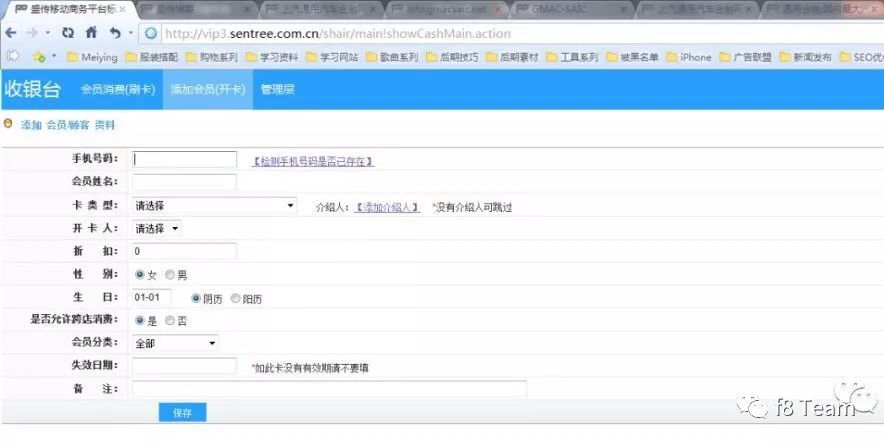 盛传移动商务平台标
GMAC-SAIC
http://vip3.sentree.com.cn/shair/main!showCashMain.action
Meiying 服装搭配 购物系列 学习资料 学习网站 歌曲系列 后期技巧 后期素材 工具系列 被黑名单 iPhone 广告联盟 新闻发布 SEO优
收银台 会员消费(刷卡) 添加会员(开卡) 管理层
添加 会员/顾客 资料
手机号码: 【检测手机号码是否已存在】
会员姓名:
卡 类 型: 请选择 介绍人: 【添加介绍人】 *没有介绍人可跳过
开 卡 人: 请选择
折 扣: 0
性 别: 女 男
生 日: 01-01 阴历 阳历
是否允许跨店消费: 是 否
会员分类: 全部
失效日期: *如此卡没有有效期请不要填
备 注:
保存
f8 Team